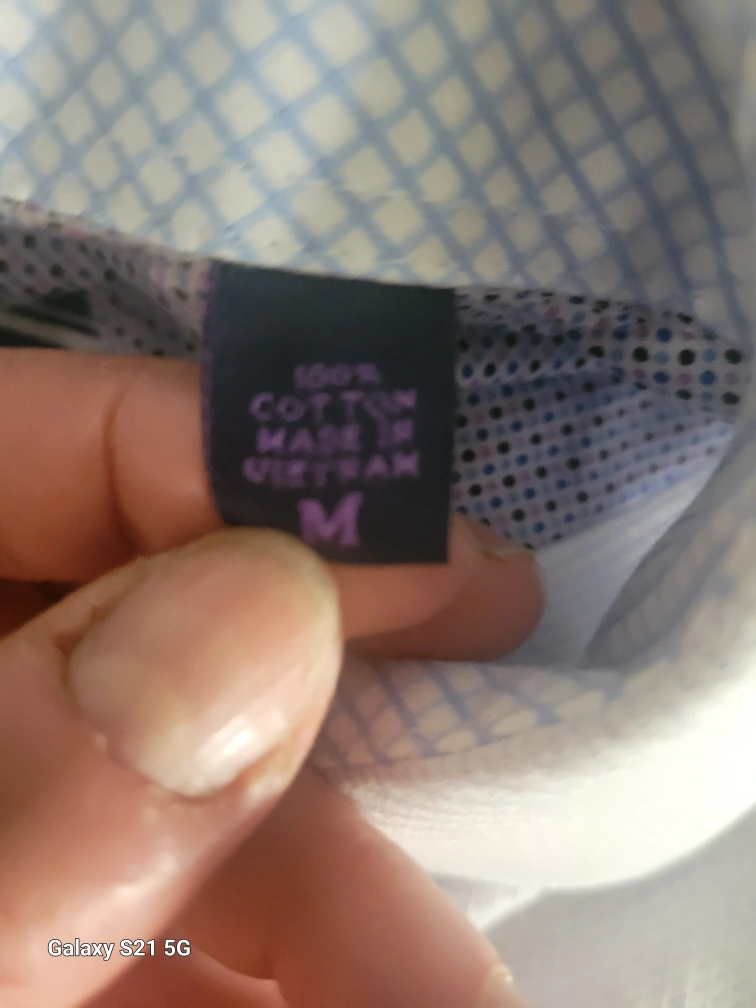 100%
COTTON
MADE IN
VIETNAM
M
Galaxy S21 5G